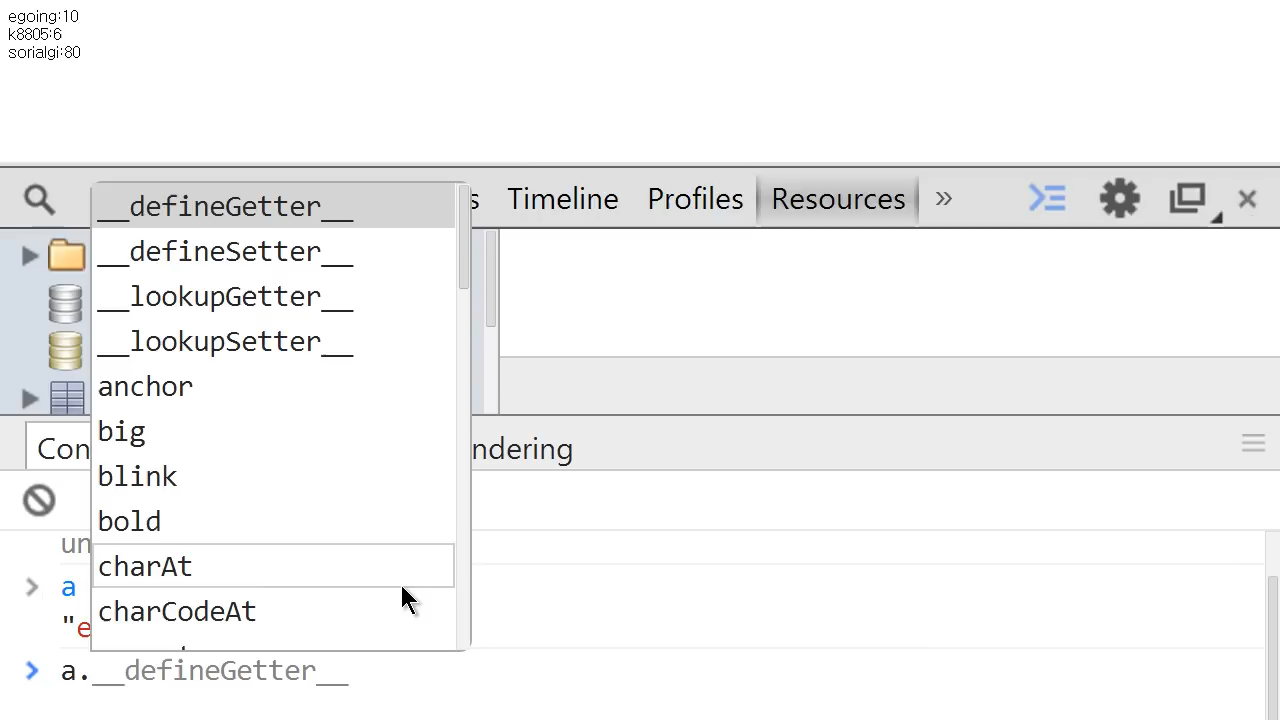 egoing:10
k8805:6
sorialgi:80
Timeline Profiles Resources »
__defineGetter__
__defineSetter__
__lookupGetter__
__lookupSetter__
anchor
big
blink
bold
charAt
charCodeAt
Con ndering
un
a
"e
a.__defineGetter__